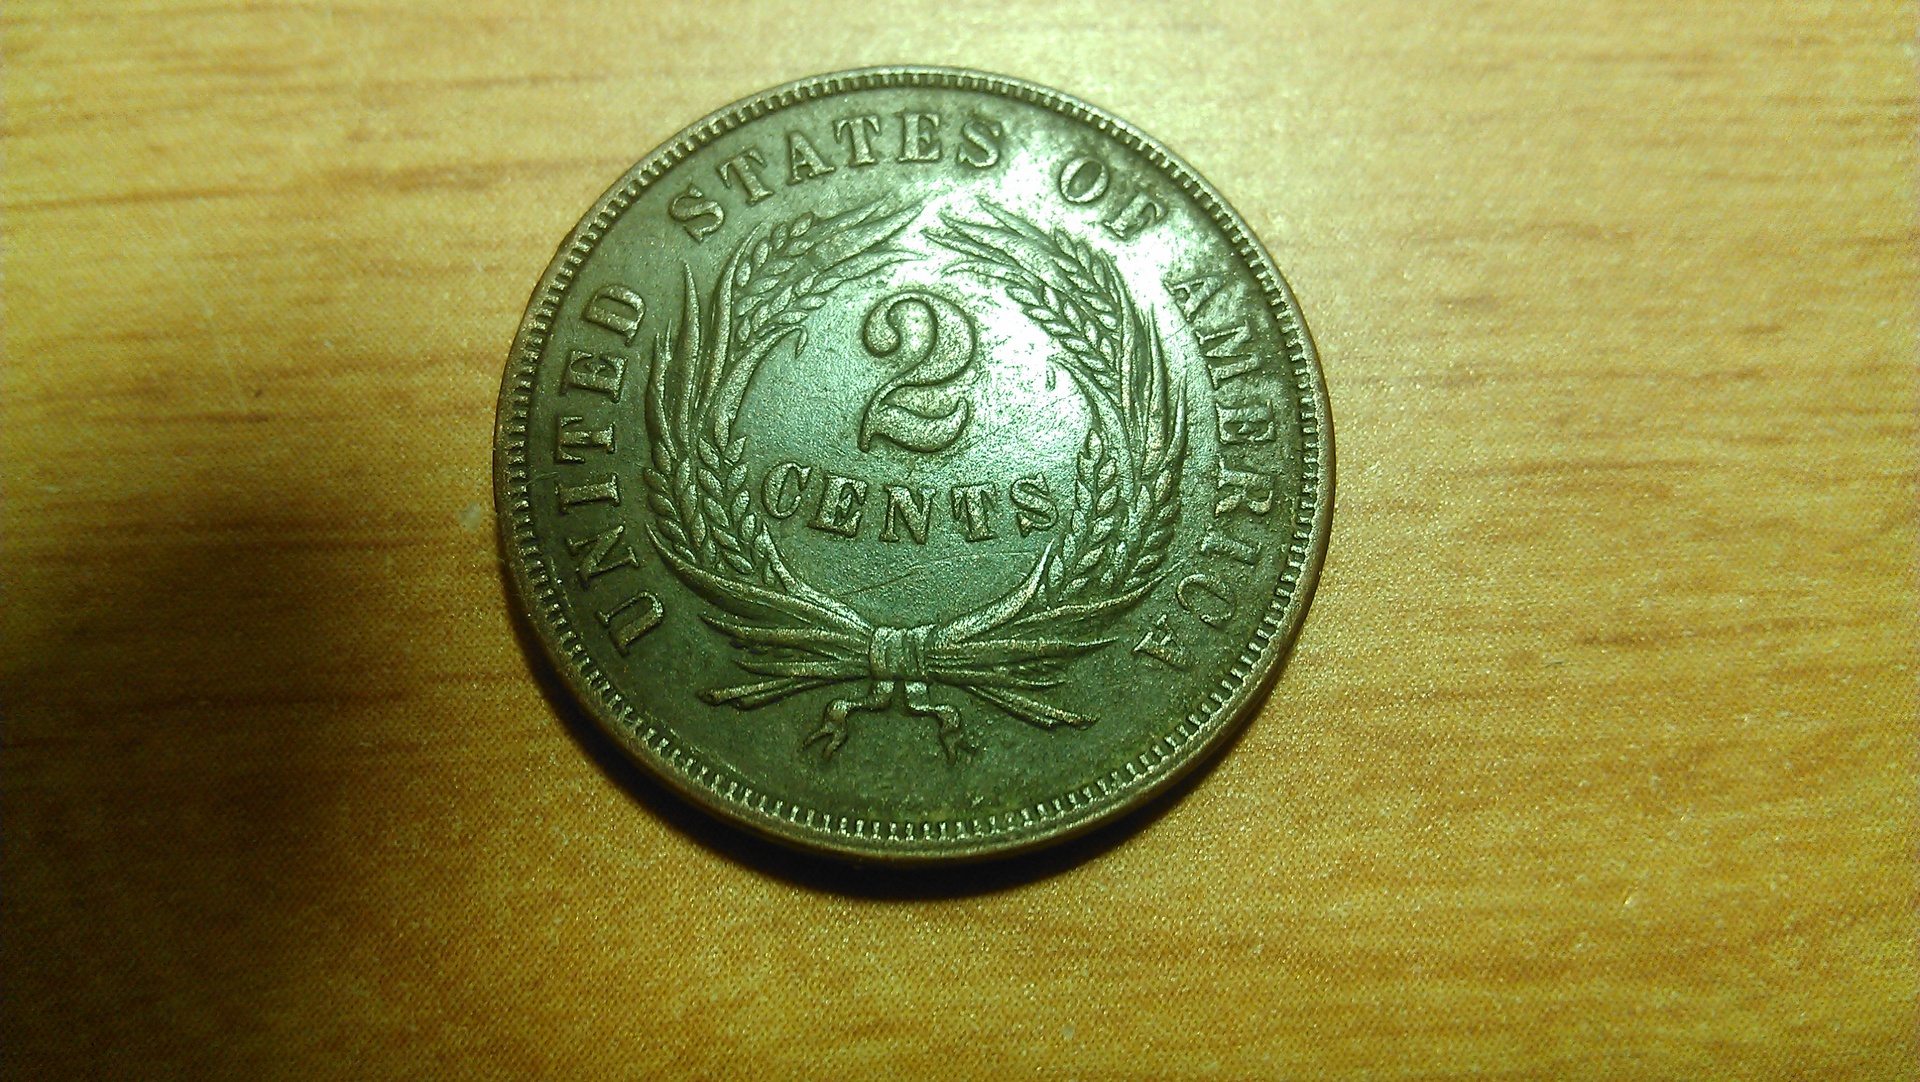 UNITED STATES OF AMERICA
2
CENTS